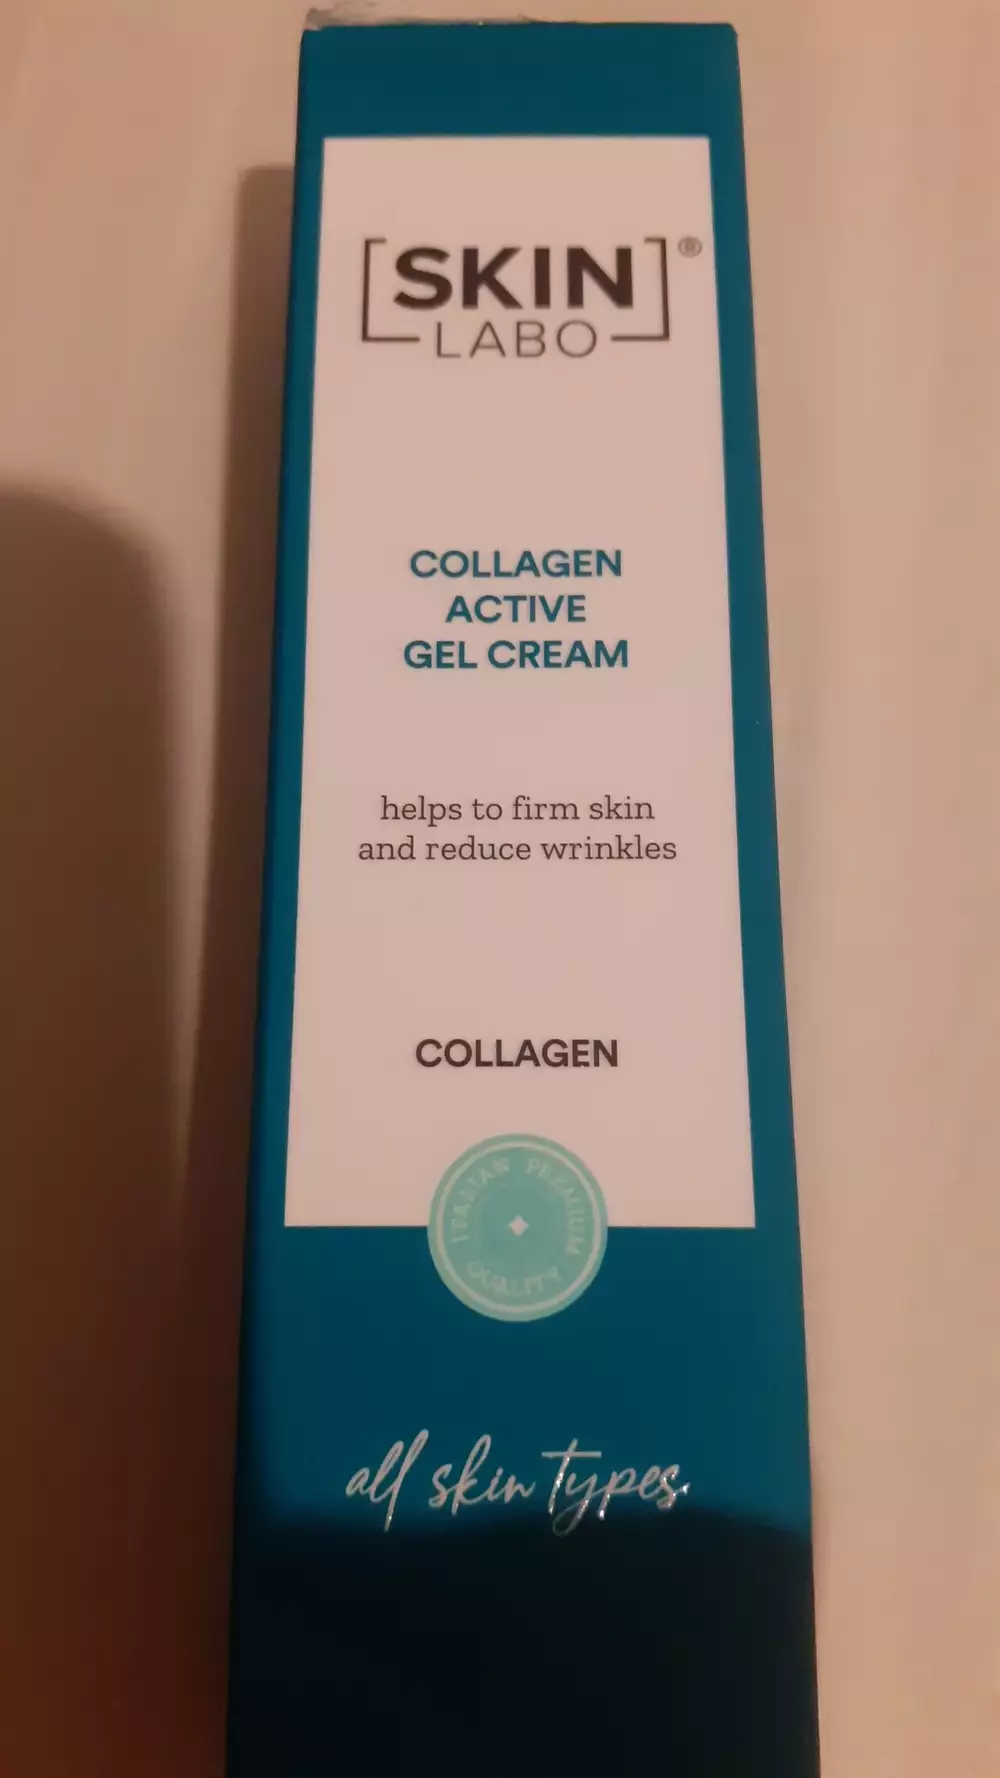 [SKIN]®
LABO
COLLAGEN
ACTIVE
GEL CREAM
helps to firm skin
and reduce wrinkles
COLLAGEN
ITALIAN PREMIUM
QUALITY
all skin types.